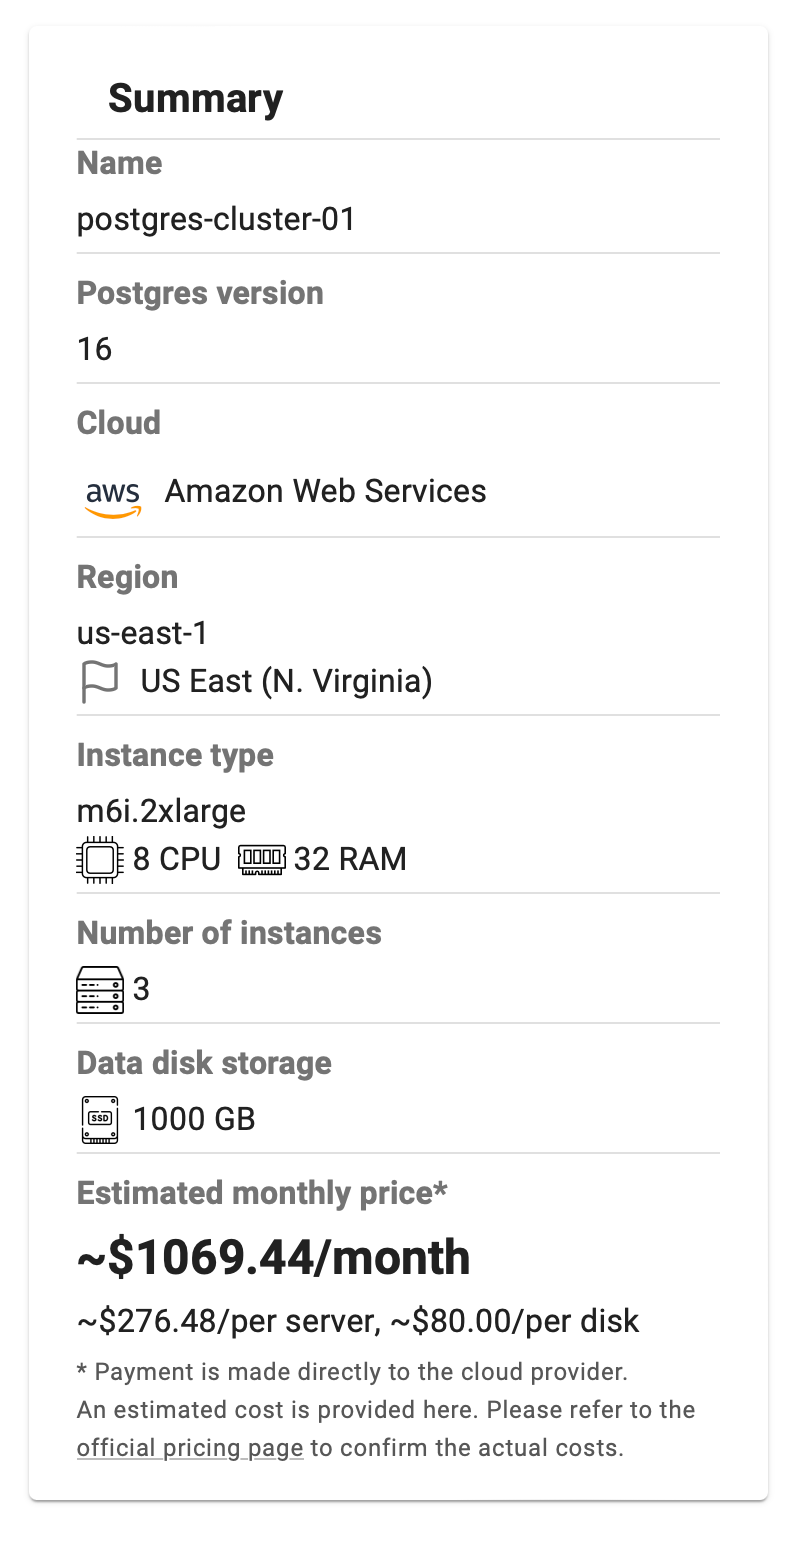 Summary
Name
postgres-cluster-01
Postgres version
16
Cloud
aws Amazon Web Services
Region
us-east-1
US East (N. Virginia)
Instance type
m6i.2xlarge
8 CPU 32 RAM
Number of instances
3
Data disk storage
SSD 1000 GB
Estimated monthly price*
~$1069.44/month
~$276.48/per server, ~$80.00/per disk
* Payment is made directly to the cloud provider.
An estimated cost is provided here. Please refer to the
official pricing page to confirm the actual costs.